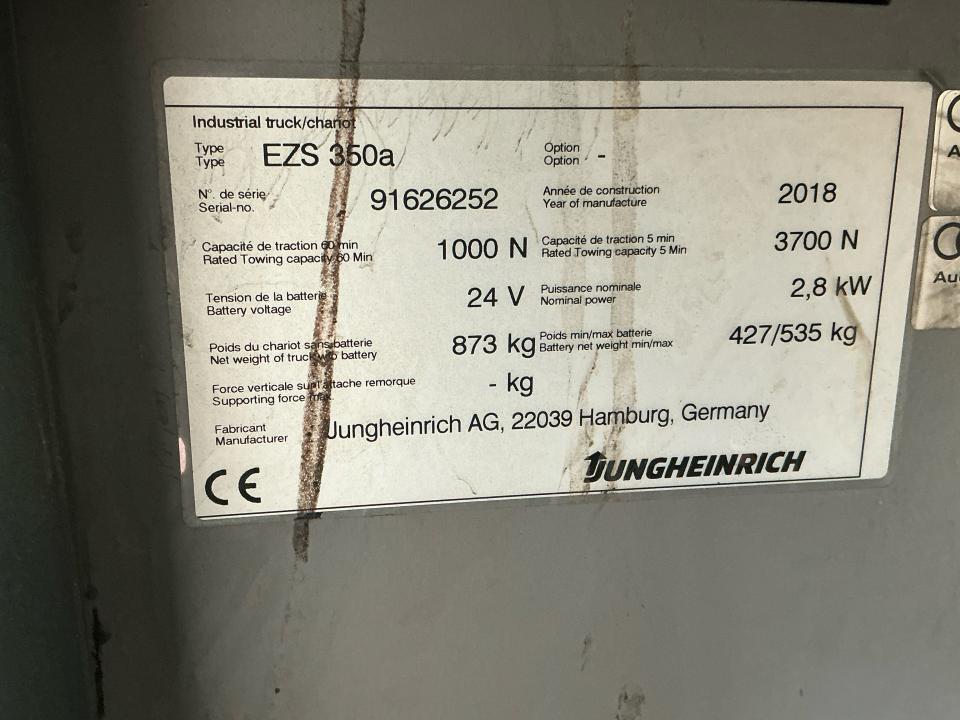 Industrial truck/chariot
Type
Type
EZS 350a
Option
Option
-
N°. de série
Serial-no.
91626252
Année de construction
Year of manufacture
2018
Capacité de traction 60 min
Rated Towing capacity 60 Min
1000 N
Capacité de traction 5 min
Rated Towing capacity 5 Min
3700 N
Tension de la batterie
Battery voltage
24 V
Puissance nominale
Nominal power
2,8 kW
Poids du chariot sans batterie
Net weight of truck w/o battery
873 kg
Poids min/max batterie
Battery net weight min/max
427/535 kg
Force verticale sur l'attache remorque
Supporting force max.
- kg
Fabricant
Manufacturer
Jungheinrich AG, 22039 Hamburg, Germany
CE
JUNGHEINRICH